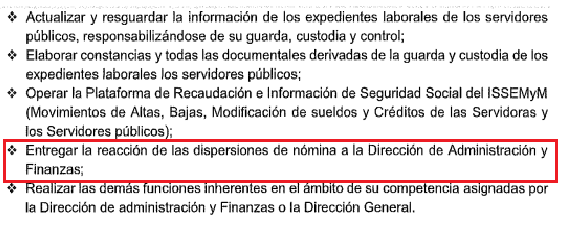 ❖ Actualizar y resguardar la información de los expedientes laborales de los servidores
públicos, responsabilizándose de su guarda, custodia y control;
❖ Elaborar constancias y todas las documentales derivadas de la guarda y custodia de los
expedientes laborales los servidores públicos;
❖ Operar la Plataforma de Recaudación e Información de Seguridad Social del ISSEMyM
(Movimientos de Altas, Bajas, Modificación de sueldos y Créditos de las Servidoras y
los Servidores públicos);
❖ Entregar la reacción de las dispersiones de nómina a la Dirección de Administración y
Finanzas;
❖ Realizar las demás funciones inherentes en el ámbito de su competencia asignadas por
la Dirección de administración y Finanzas o la Dirección General.